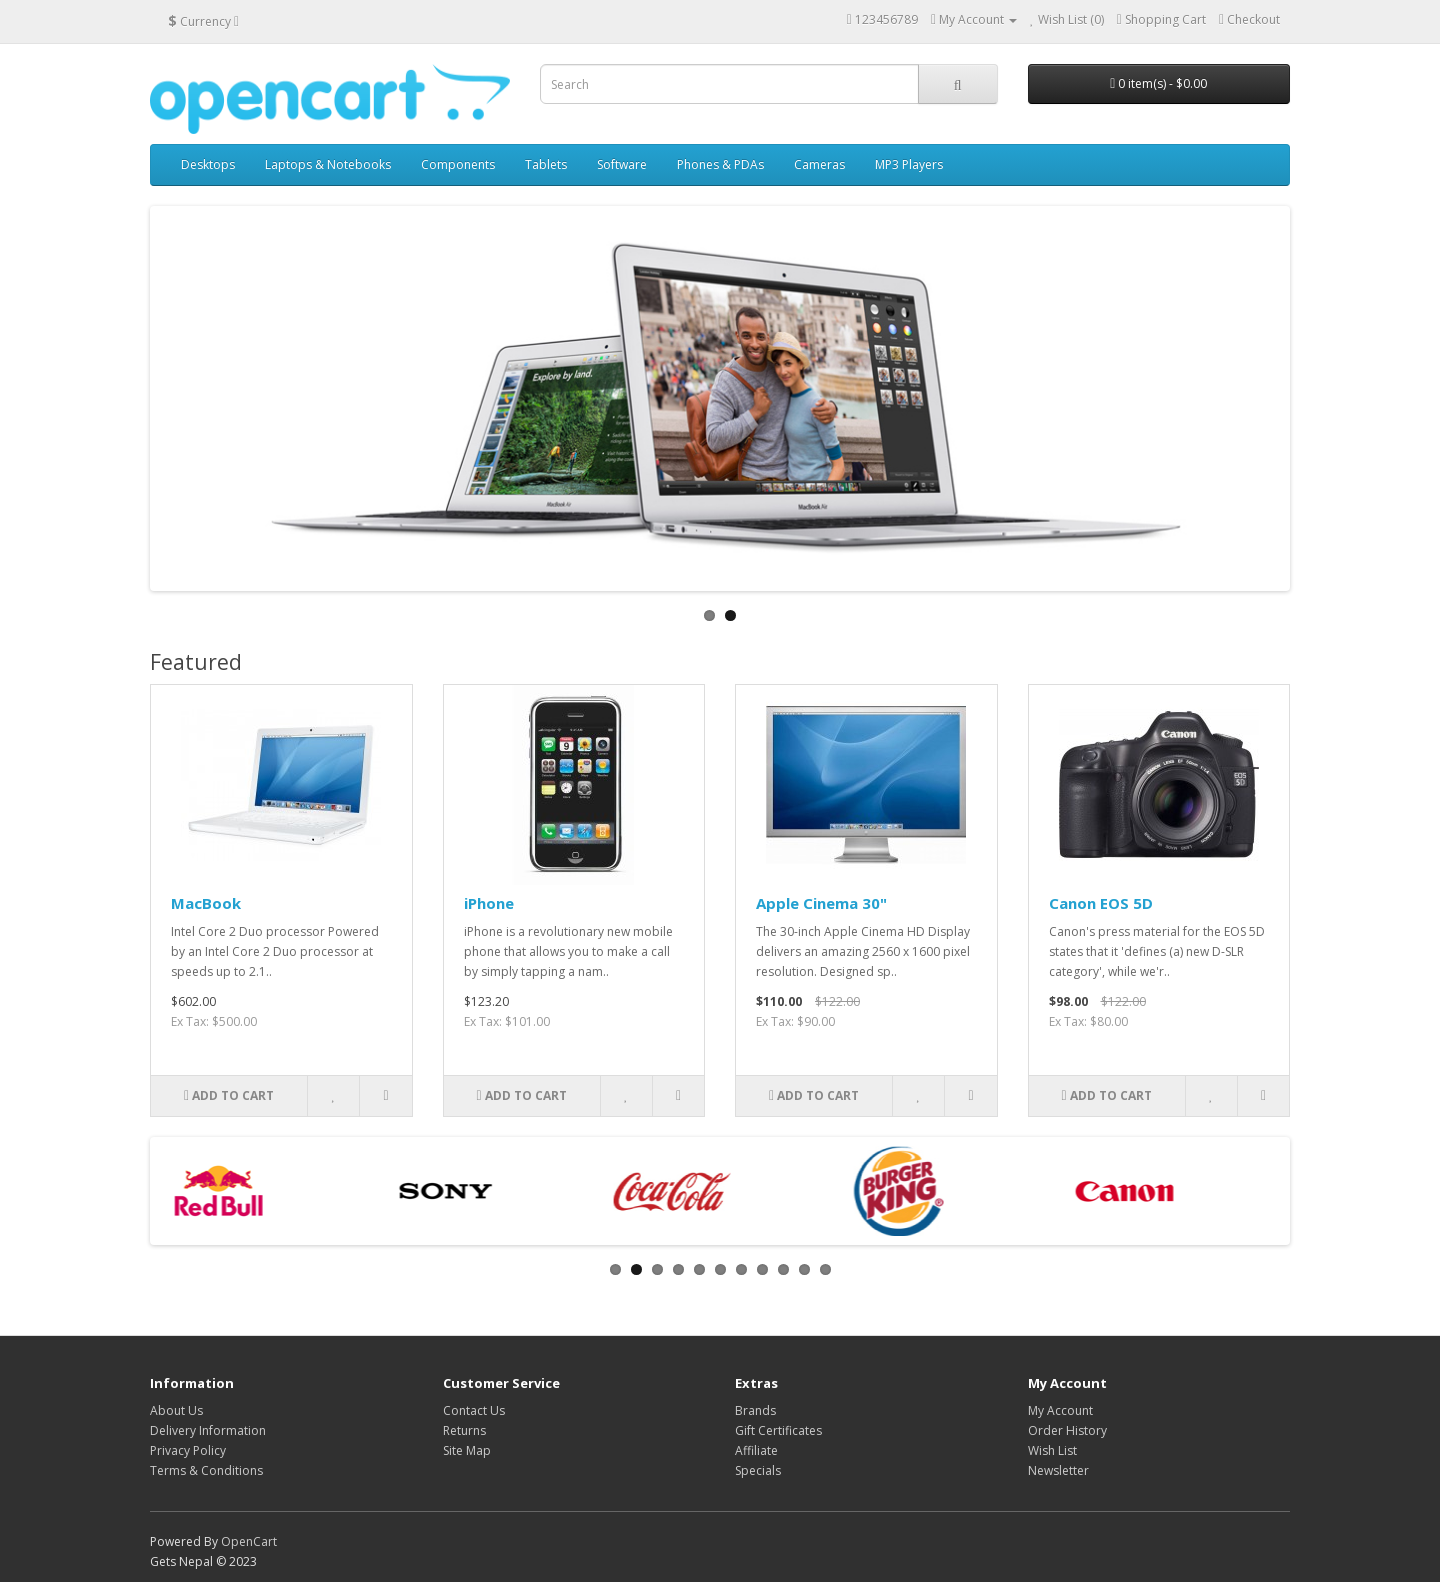 $ Currency
123456789 My Account Wish List (0) Shopping Cart Checkout
opencart
Search
0 item(s) - $0.00
Desktops Laptops & Notebooks Components Tablets Software Phones & PDAs Cameras MP3 Players
Explore by land.
MacBook Air
MacBook Air
Featured
Canon
EOS
5D
MacBook
Intel Core 2 Duo processor Powered
by an Intel Core 2 Duo processor at
speeds up to 2.1..
$602.00
Ex Tax: $500.00
ADD TO CART
iPhone
iPhone is a revolutionary new mobile
phone that allows you to make a call
by simply tapping a nam..
$123.20
Ex Tax: $101.00
ADD TO CART
Apple Cinema 30"
The 30-inch Apple Cinema HD Display
delivers an amazing 2560 x 1600 pixel
resolution. Designed sp..
$110.00 $122.00
Ex Tax: $90.00
ADD TO CART
Canon EOS 5D
Canon's press material for the EOS 5D
states that it 'defines (a) new D-SLR
category', while we'r..
$98.00 $122.00
Ex Tax: $80.00
ADD TO CART
Red Bull
SONY
Coca-Cola
BURGER
KING
Canon
Information
About Us
Delivery Information
Privacy Policy
Terms & Conditions
Customer Service
Contact Us
Returns
Site Map
Extras
Brands
Gift Certificates
Affiliate
Specials
My Account
My Account
Order History
Wish List
Newsletter
Powered By OpenCart
Gets Nepal © 2023